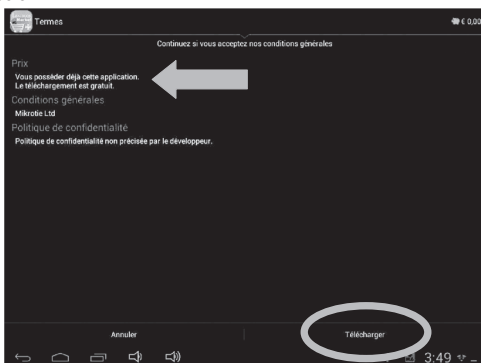 Termes
€ 0,00
Continuez si vous acceptez nos conditions générales
Prix
Vous possèder déjà cette application.
Le téléchargement est gratuit.
Conditions générales
Mikrotie Ltd
Politique de confidentialité
Politique de confidentialité non précisée par le développeur.
Annuler
Télécharger
3:49